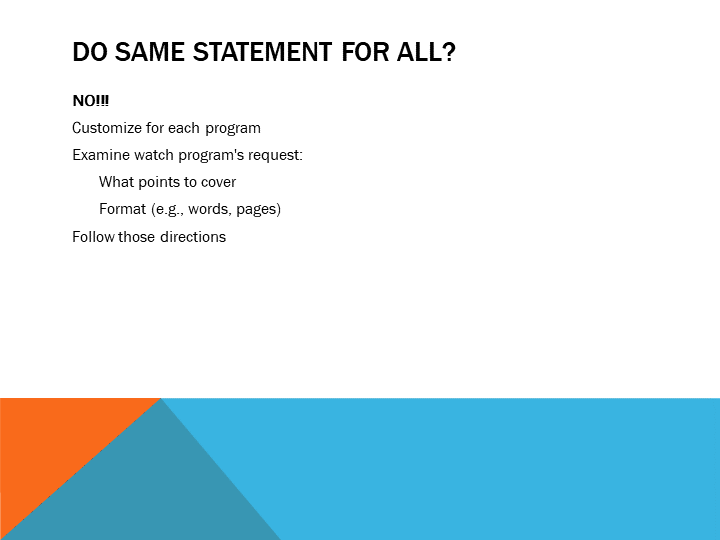 DO SAME STATEMENT FOR ALL?
NO!!!
Customize for each program
Examine watch program's request:
What points to cover
Format (e.g., words, pages)
Follow those directions